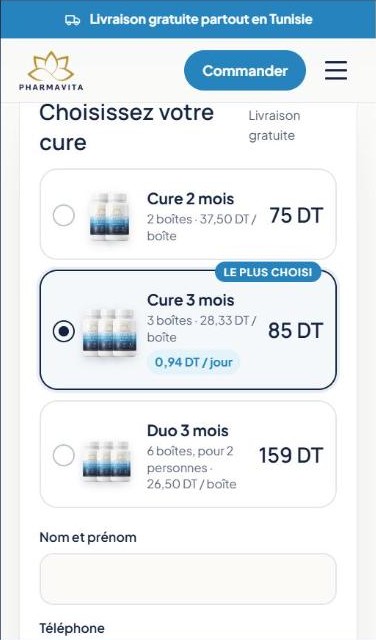 Livraison gratuite partout en Tunisie
PHARMAVITA
Commander
Choisissez votre
cure
Livraison
gratuite
Cure 2 mois
2 boîtes · 37,50 DT /
boîte
75 DT
LE PLUS CHOISI
Cure 3 mois
3 boîtes · 28,33 DT /
boîte
85 DT
0,94 DT / jour
Duo 3 mois
6 boîtes, pour 2
personnes ·
26,50 DT / boîte
159 DT
Nom et prénom
Téléphone